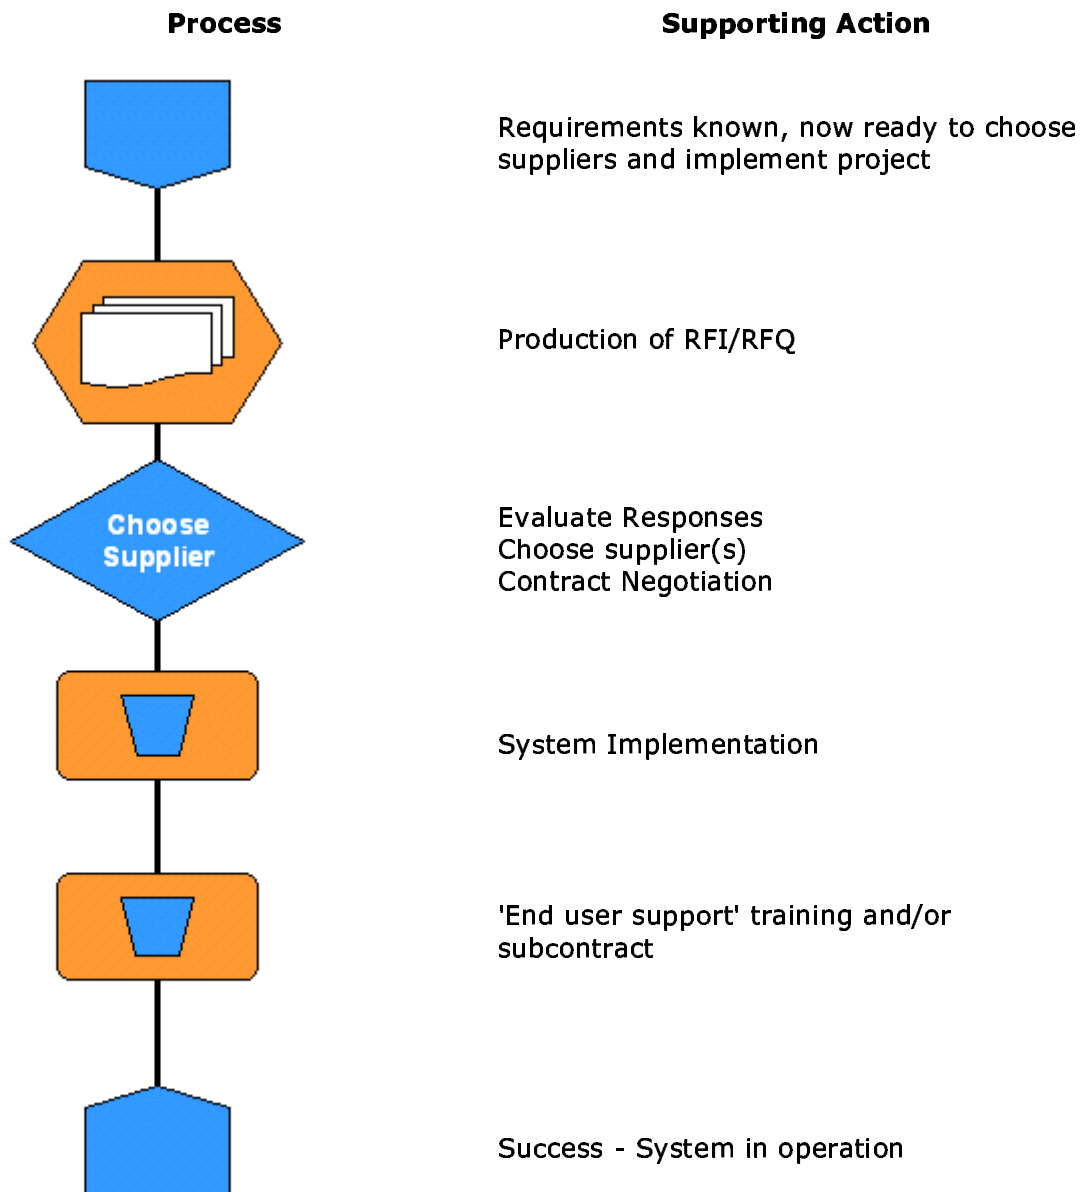 Process
Supporting Action
Requirements known, now ready to choose
suppliers and implement project
Production of RFI/RFQ
Choose
Supplier
Evaluate Responses
Choose supplier(s)
Contract Negotiation
System Implementation
'End user support' training and/or
subcontract
Success - System in operation